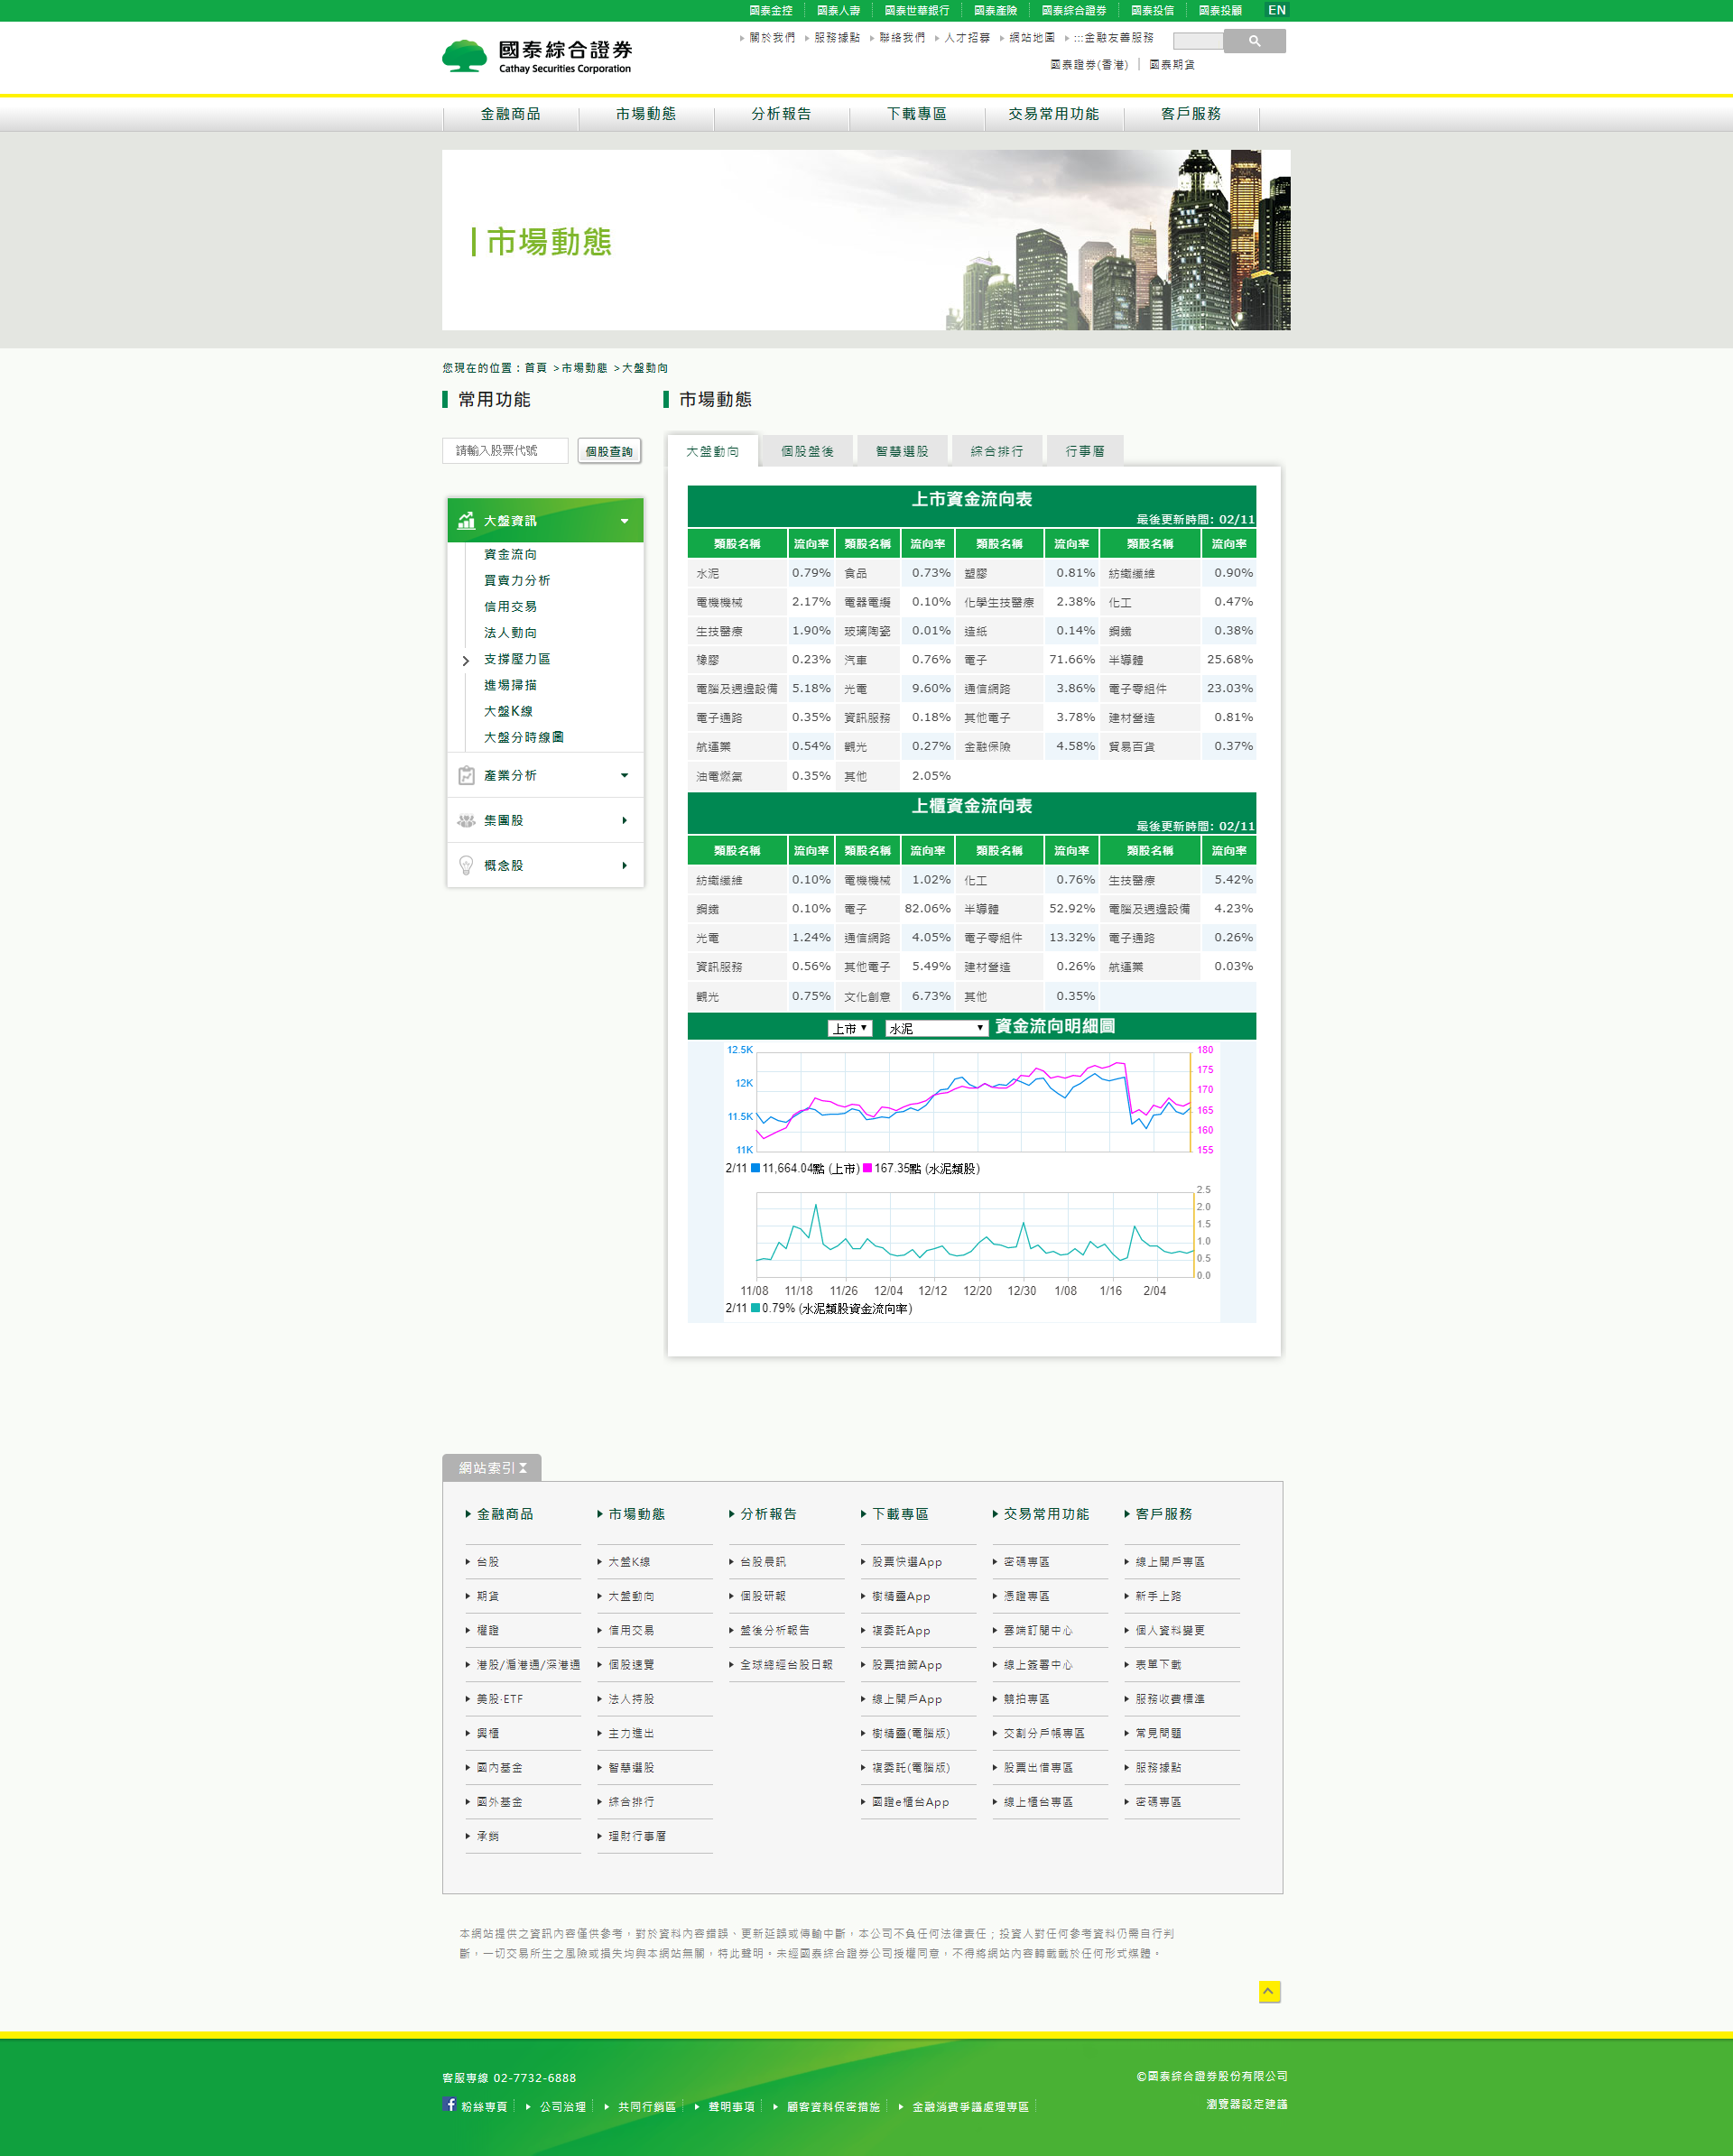 國泰金控 國泰人壽 國泰世華銀行 國泰產險 國泰綜合證券 國泰投信 國泰投顧 EN
國泰綜合證券
Cathay Securities Corporation
關於我們 服務據點 聯絡我們 人才招募 網站地圖 :::金融友善服務
國泰證券(香港) 國泰期貨
金融商品 市場動態 分析報告 下載專區 交易常用功能 客戶服務
市場動態
您現在的位置：首頁 >市場動態 >大盤動向
常用功能
請輸入股票代號 個股查詢
大盤資訊
資金流向
買賣力分析
信用交易
法人動向
支撐壓力區
進場掃描
大盤K線
大盤分時線圖
產業分析
集團股
概念股
市場動態
大盤動向 個股盤後 智慧選股 綜合排行 行事曆
上市資金流向表
最後更新時間: 02/11
類股名稱 流向率 類股名稱 流向率 類股名稱 流向率 類股名稱 流向率
水泥 0.79% 食品 0.73% 塑膠 0.81% 紡織纖維 0.90%
電機機械 2.17% 電器電纜 0.10% 化學生技醫療 2.38% 化工 0.47%
生技醫療 1.90% 玻璃陶瓷 0.01% 造紙 0.14% 鋼鐵 0.38%
橡膠 0.23% 汽車 0.76% 電子 71.66% 半導體 25.68%
電腦及週邊設備 5.18% 光電 9.60% 通信網路 3.86% 電子零組件 23.03%
電子通路 0.35% 資訊服務 0.18% 其他電子 3.78% 建材營造 0.81%
航運業 0.54% 觀光 0.27% 金融保險 4.58% 貿易百貨 0.37%
油電燃氣 0.35% 其他 2.05%
上櫃資金流向表
最後更新時間: 02/11
類股名稱 流向率 類股名稱 流向率 類股名稱 流向率 類股名稱 流向率
紡織纖維 0.10% 電機機械 1.02% 化工 0.76% 生技醫療 5.42%
鋼鐵 0.10% 電子 82.06% 半導體 52.92% 電腦及週邊設備 4.23%
光電 1.24% 通信網路 4.05% 電子零組件 13.32% 電子通路 0.26%
資訊服務 0.56% 其他電子 5.49% 建材營造 0.26% 航運業 0.03%
觀光 0.75% 文化創意 6.73% 其他 0.35%
上市 水泥 資金流向明細圖
12.5K 180
175
12K 170
11.5K 165
160
11K 155
2/11 11,664.04點 (上市) 167.35點 (水泥類股)
2.5
2.0
1.5
1.0
0.5
0.0
11/08 11/18 11/26 12/04 12/12 12/20 12/30 1/08 1/16 2/04
2/11 0.79% (水泥類股資金流向率)
網站索引
金融商品 市場動態 分析報告 下載專區 交易常用功能 客戶服務
台股 大盤K線 台股晨訊 股票快選App 密碼專區 線上開戶專區
期貨 大盤動向 個股研報 樹精靈App 憑證專區 新手上路
權證 信用交易 盤後分析報告 複委託App 雲端訂閱中心 個人資料變更
港股/滬港通/深港通 個股速覽 全球總經台股日報 股票抽籤App 線上簽署中心 表單下載
美股·ETF 法人持股 線上開戶App 競拍專區 服務收費標準
興櫃 主力進出 樹精靈(電腦版) 交割分戶帳專區 常見問題
國內基金 智慧選股 複委託(電腦版) 股票出借專區 服務據點
國外基金 綜合排行 國證e櫃台App 線上櫃台專區 密碼專區
承銷 理財行事曆
本網站提供之資訊內容僅供參考，對於資料內容錯誤、更新延誤或傳輸中斷，本公司不負任何法律責任；投資人對任何參考資料仍需自行判
斷，一切交易所生之風險或損失均與本網站無關，特此聲明。未經國泰綜合證券公司授權同意，不得將網站內容轉載載於任何形式媒體。
客服專線 02-7732-6888 ©國泰綜合證券股份有限公司
粉絲專頁 公司治理 共同行銷區 聲明事項 顧客資料保密措施 金融消費爭議處理專區 瀏覽器設定建議